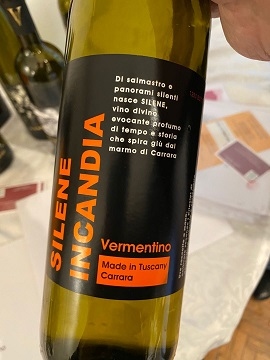 Di salmastro e
panorami silenti
nasce SILENE,
vino divino
evocante profumo
di tempo e storia
che spira giù dal
marmo di Carrara
SILENE
INCANDIA
Vermentino
Made in Tuscany
Carrara